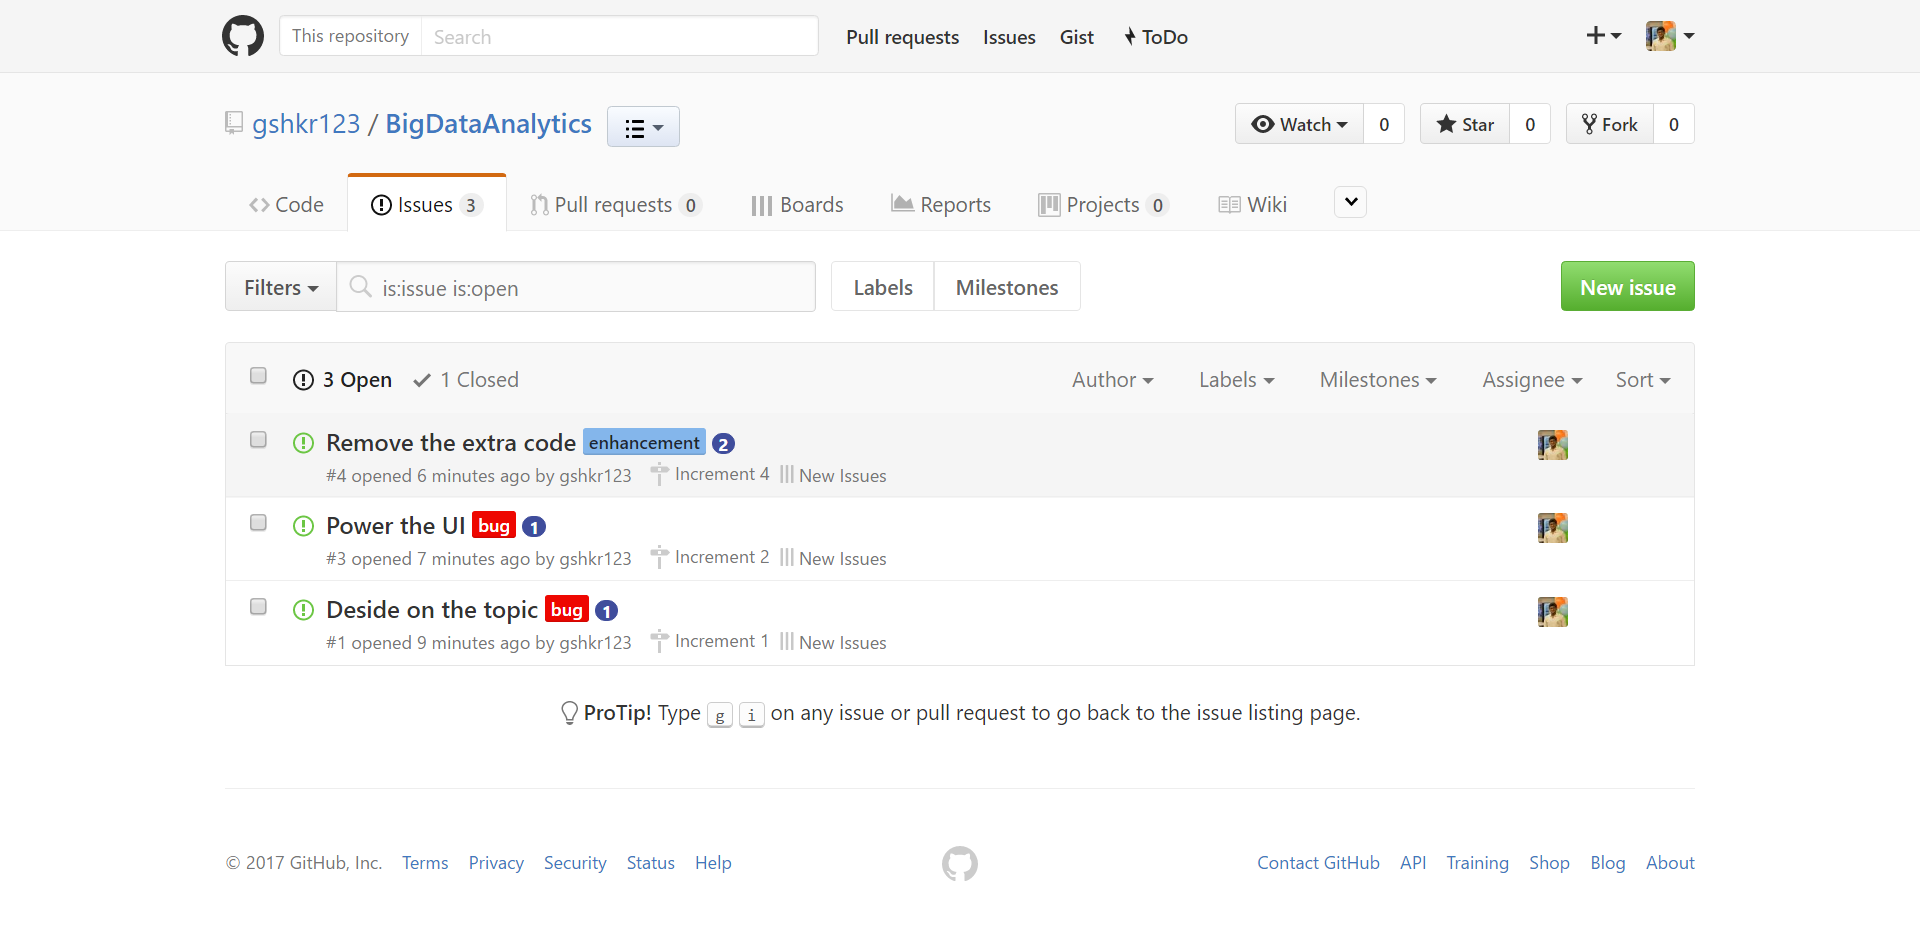 This repository Search Pull requests Issues Gist ToDo
gshkr123 / BigDataAnalytics Watch 0 Star 0 Fork 0
Code Issues 3 Pull requests 0 Boards Reports Projects 0 Wiki
Filters is:issue is:open Labels Milestones New issue
3 Open 1 Closed Author Labels Milestones Assignee Sort
Remove the extra code enhancement 2
#4 opened 6 minutes ago by gshkr123 Increment 4 New Issues
Power the UI bug 1
#3 opened 7 minutes ago by gshkr123 Increment 2 New Issues
Deside on the topic bug 1
#1 opened 9 minutes ago by gshkr123 Increment 1 New Issues
ProTip! Type g i on any issue or pull request to go back to the issue listing page.
© 2017 GitHub, Inc. Terms Privacy Security Status Help Contact GitHub API Training Shop Blog About